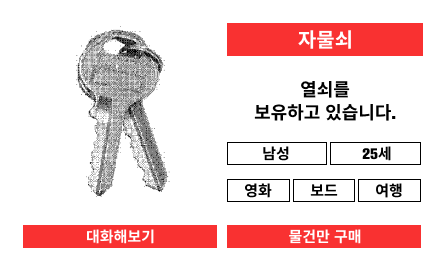 자물쇠
열쇠를
보유하고 있습니다.
남성
25세
영화
보드
여행
대화해보기
물건만 구매